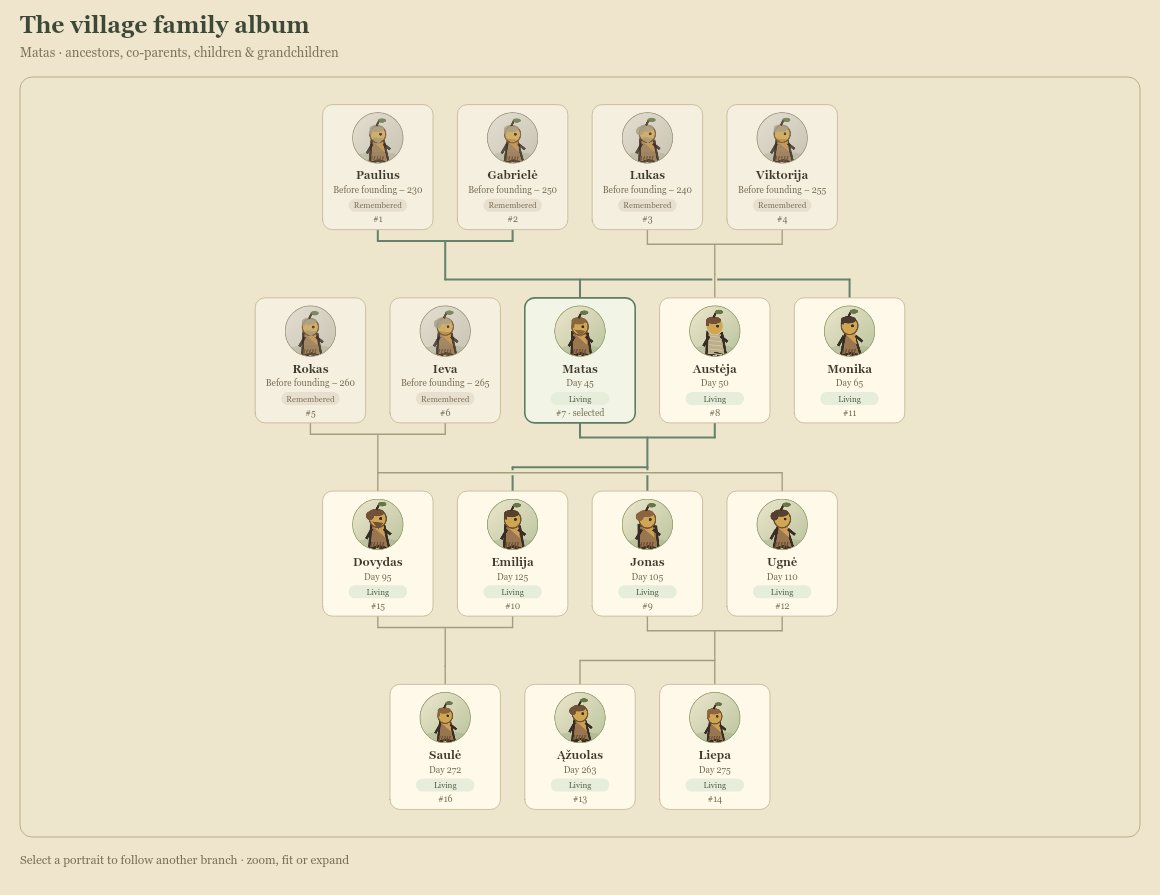 The village family album
Matas · ancestors, co-parents, children & grandchildren
Paulius
Before founding – 230
Remembered
#1
Gabrielė
Before founding – 250
Remembered
#2
Lukas
Before founding – 240
Remembered
#3
Viktorija
Before founding – 255
Remembered
#4
Rokas
Before founding – 260
Remembered
#5
Ieva
Before founding – 265
Remembered
#6
Matas
Day 45
Living
#7 · selected
Austėja
Day 50
Living
#8
Monika
Day 65
Living
#11
Dovydas
Day 95
Living
#15
Emilija
Day 125
Living
#10
Jonas
Day 105
Living
#9
Ugnė
Day 110
Living
#12
Saulė
Day 272
Living
#16
Ąžuolas
Day 263
Living
#13
Liepa
Day 275
Living
#14
Select a portrait to follow another branch · zoom, fit or expand